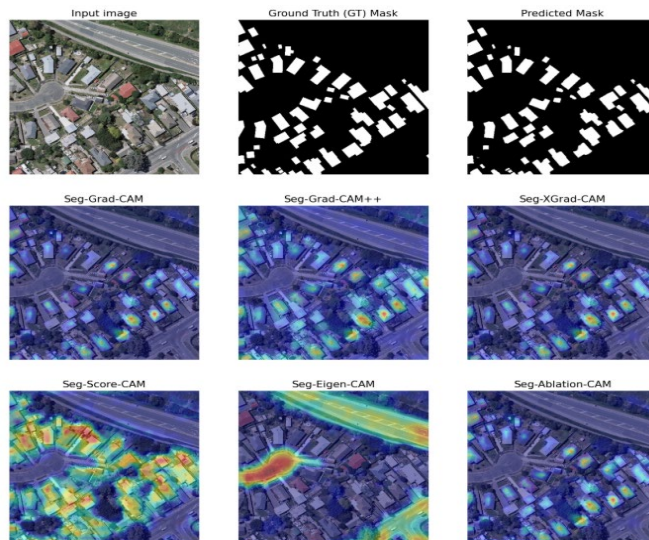 Input image
Ground Truth (GT) Mask
Predicted Mask
Seg-Grad-CAM
Seg-Grad-CAM++
Seg-XGrad-CAM
Seg-Score-CAM
Seg-Eigen-CAM
Seg-Ablation-CAM